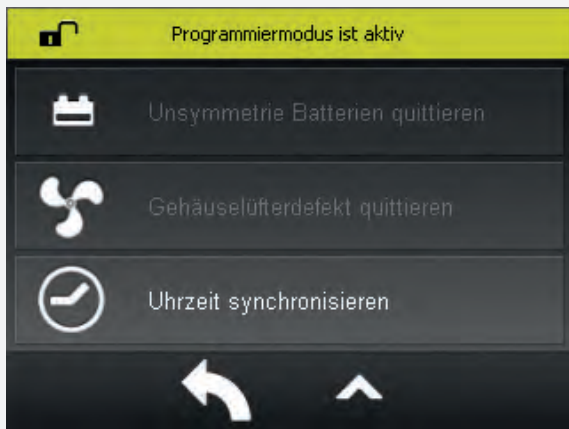 Programmiermodus ist aktiv
Unsymmetrie Batterien quittieren
Gehäuselüfterdefekt quittieren
Uhrzeit synchronisieren